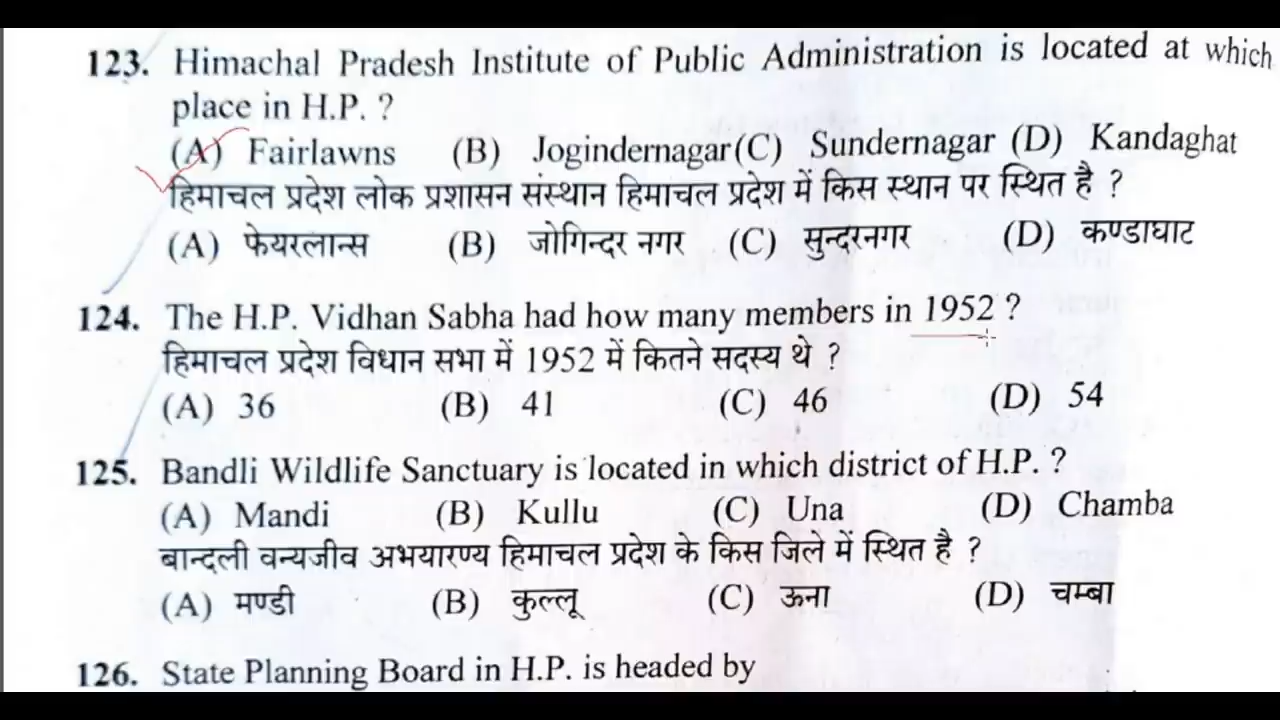 123. Himachal Pradesh Institute of Public Administration is located at which
place in H.P. ?
(A) Fairlawns (B) Jogindernagar (C) Sundernagar (D) Kandaghat
हिमाचल प्रदेश लोक प्रशासन संस्थान हिमाचल प्रदेश में किस स्थान पर स्थित है ?
(A) फेयरलान्स (B) जोगिन्दर नगर (C) सुन्दरनगर (D) कण्डाघाट
124. The H.P. Vidhan Sabha had how many members in 1952 ?
हिमाचल प्रदेश विधान सभा में 1952 में कितने सदस्य थे ?
(A) 36 (B) 41 (C) 46 (D) 54
125. Bandli Wildlife Sanctuary is located in which district of H.P. ?
(A) Mandi (B) Kullu (C) Una (D) Chamba
बान्दली वन्यजीव अभयारण्य हिमाचल प्रदेश के किस जिले में स्थित है ?
(A) मण्डी (B) कुल्लू (C) ऊना (D) चम्बा
126. State Planning Board in H.P. is headed by